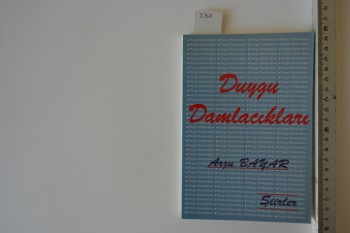 Duygu
Damlacıkları
Arzu BAYAR
Şiirler